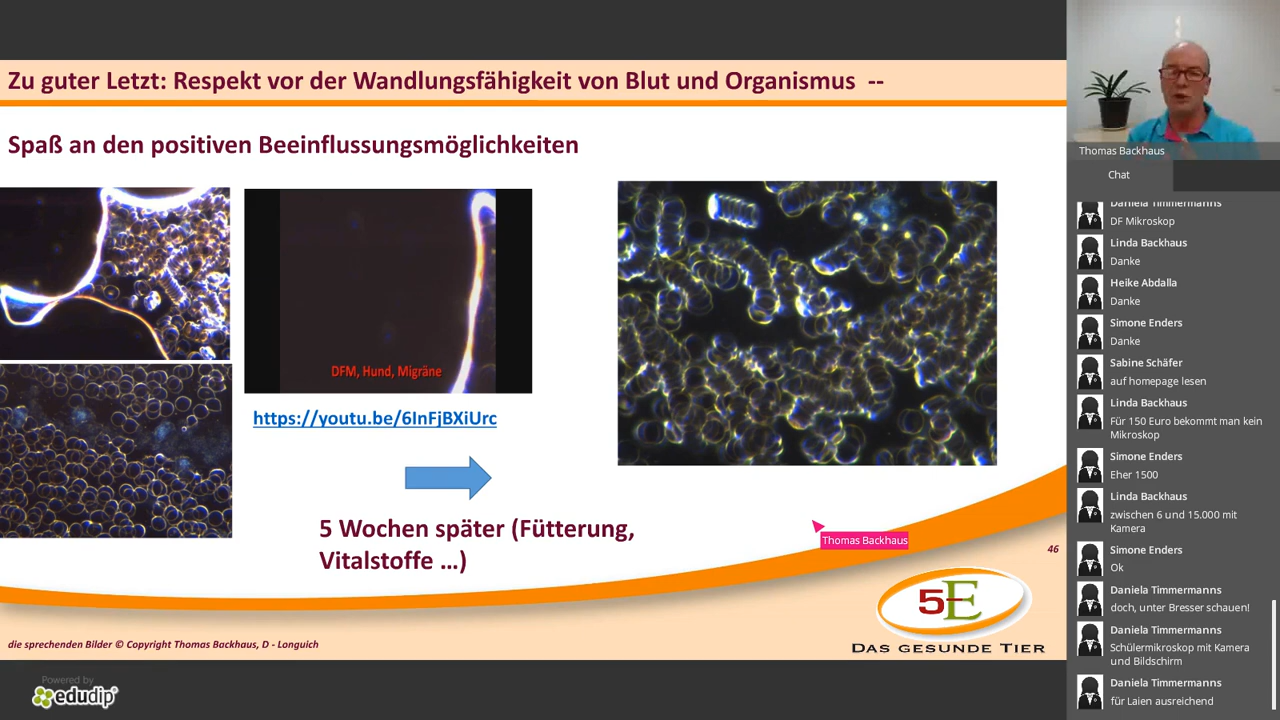 Zu guter Letzt: Respekt vor der Wandlungsfähigkeit von Blut und Organismus --
Spaß an den positiven Beeinflussungsmöglichkeiten
DFM, Hund, Migräne
https://youtu.be/6InFjBXiUrc
5 Wochen später (Fütterung,
Vitalstoffe ...)
Thomas Backhaus
46
5E
DAS GESUNDE TIER
die sprechenden Bilder © Copyright Thomas Backhaus, D - Longuich
Powered by
edudip
Thomas Backhaus
Chat
Daniela Timmermanns
DF Mikroskop
Linda Backhaus
Danke
Heike Abdalla
Danke
Simone Enders
Danke
Sabine Schäfer
auf homepage lesen
Linda Backhaus
Für 150 Euro bekommt man kein
Mikroskop
Simone Enders
Eher 1500
Linda Backhaus
zwischen 6 und 15.000 mit
Kamera
Simone Enders
Ok
Daniela Timmermanns
doch, unter Bresser schauen!
Daniela Timmermanns
Schülermikroskop mit Kamera
und Bildschirm
Daniela Timmermanns
für Laien ausreichend